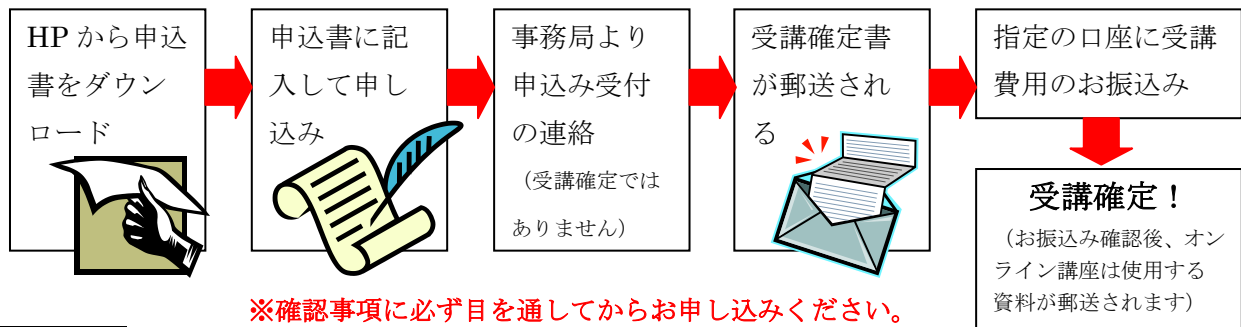 HP から申込
書をダウン
ロード
申込書に記
入して申し
込み
事務局より
申込み受付
の連絡
（受講確定では
ありません）
受講確定書
が郵送され
る
指定の口座に受講
費用のお振込み
受講確定！
（お振込み確認後、オン
ライン講座は使用する
資料が郵送されます）
※確認事項に必ず目を通してからお申し込みください。